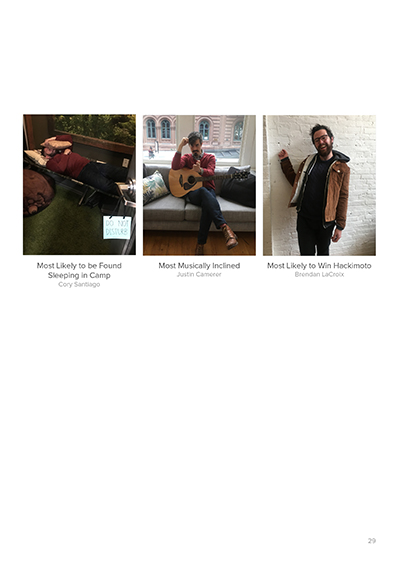 DO NOT
DISTURB
Most Likely to be Found
Sleeping in Camp
Cory Santiago
Most Musically Inclined
Justin Camerer
Most Likely to Win Hackimoto
Brendan LaCroix
29